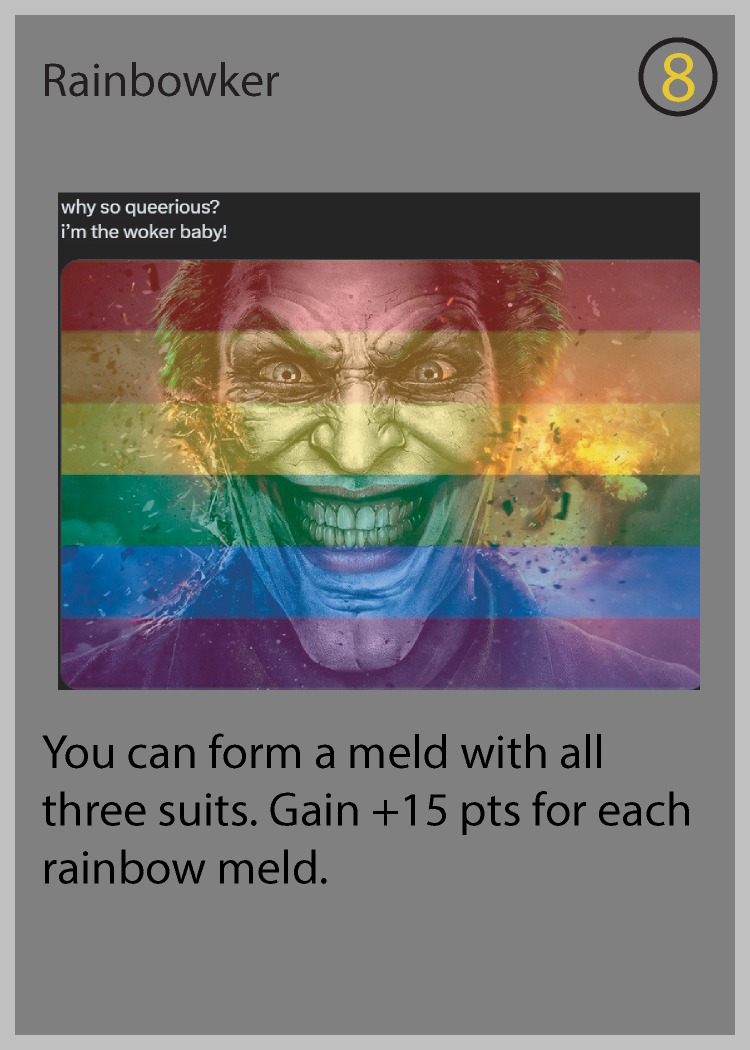 Rainbowker
8
why so queerious?
i'm the woker baby!
You can form a meld with all
three suits. Gain +15 pts for each
rainbow meld.